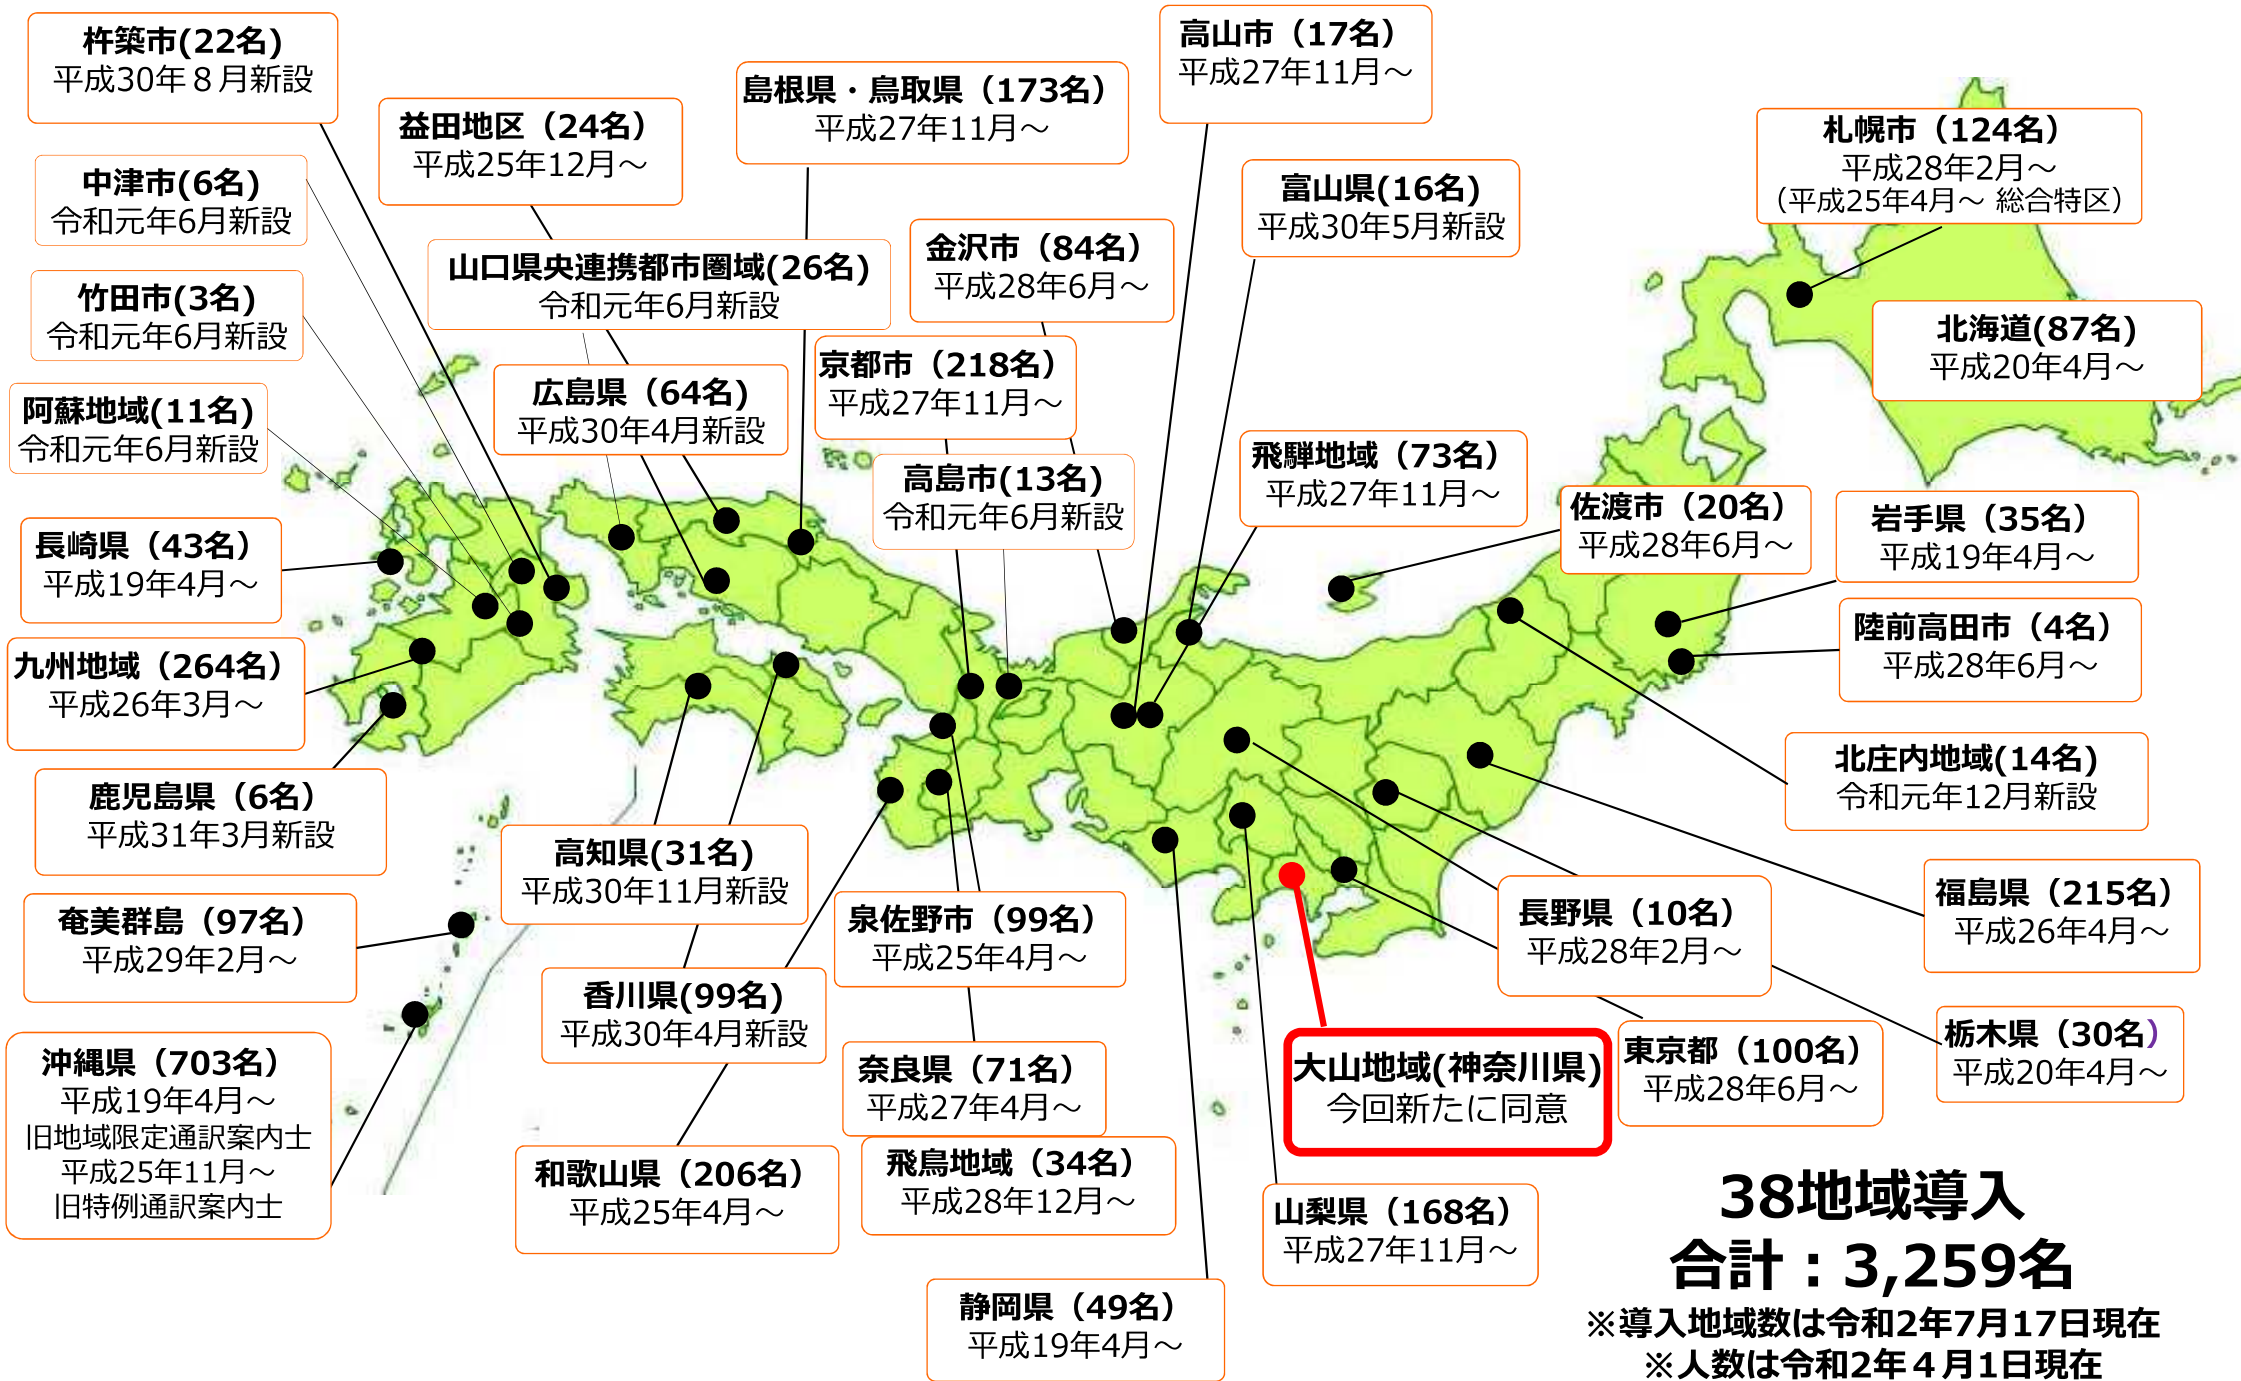 杵築市(22名)
平成30年８月新設
中津市(6名)
令和元年6月新設
竹田市(3名)
令和元年6月新設
阿蘇地域(11名)
令和元年6月新設
長崎県（43名）
平成19年4月～
九州地域（264名）
平成26年3月～
鹿児島県（6名）
平成31年3月新設
奄美群島（97名）
平成29年2月～
沖縄県（703名）
平成19年4月～
旧地域限定通訳案内士
平成25年11月～
旧特例通訳案内士
益田地区（24名）
平成25年12月～
島根県・鳥取県（173名）
平成27年11月～
山口県央連携都市圏域(26名)
令和元年6月新設
広島県（64名)
平成30年4月新設
高山市（17名）
平成27年11月～
富山県(16名)
平成30年5月新設
金沢市（84名）
平成28年6月～
京都市（218名）
平成27年11月～
高島市(13名)
令和元年6月新設
飛騨地域（73名）
平成27年11月～
札幌市（124名）
平成28年2月～
（平成25年4月～ 総合特区）
北海道(87名)
平成20年4月～
佐渡市（20名）
平成28年6月～
岩手県（35名）
平成19年4月～
陸前高田市（4名）
平成28年6月～
北庄内地域(14名)
令和元年12月新設
福島県（215名）
平成26年4月～
長野県（10名）
平成28年2月～
栃木県（30名）
平成20年4月～
東京都（100名）
平成28年6月～
大山地域(神奈川県)
今回新たに同意
高知県(31名)
平成30年11月新設
香川県(99名)
平成30年4月新設
和歌山県（206名）
平成25年4月～
泉佐野市（99名）
平成25年4月～
奈良県（71名）
平成27年4月～
飛鳥地域（34名）
平成28年12月～
山梨県（168名）
平成27年11月～
静岡県（49名）
平成19年4月～
38地域導入
合計：3,259名
※導入地域数は令和2年7月17日現在
※人数は令和2年４月1日現在